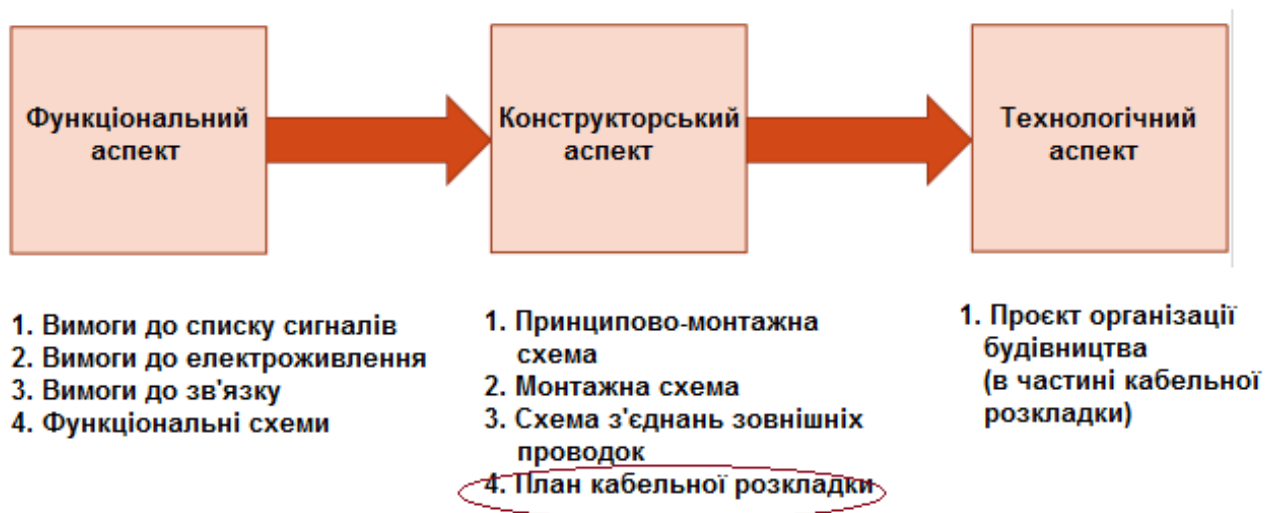 Функціональний
аспект
Конструкторський
аспект
Технологічний
аспект
1. Вимоги до списку сигналів
2. Вимоги до електроживлення
3. Вимоги до зв'язку
4. Функціональні схеми
1. Принципово-монтажна
схема
2. Монтажна схема
3. Схема з'єднань зовнішніх
проводок
4. План кабельної розкладки
1. Проєкт організації
будівництва
(в частині кабельної
розкладки)